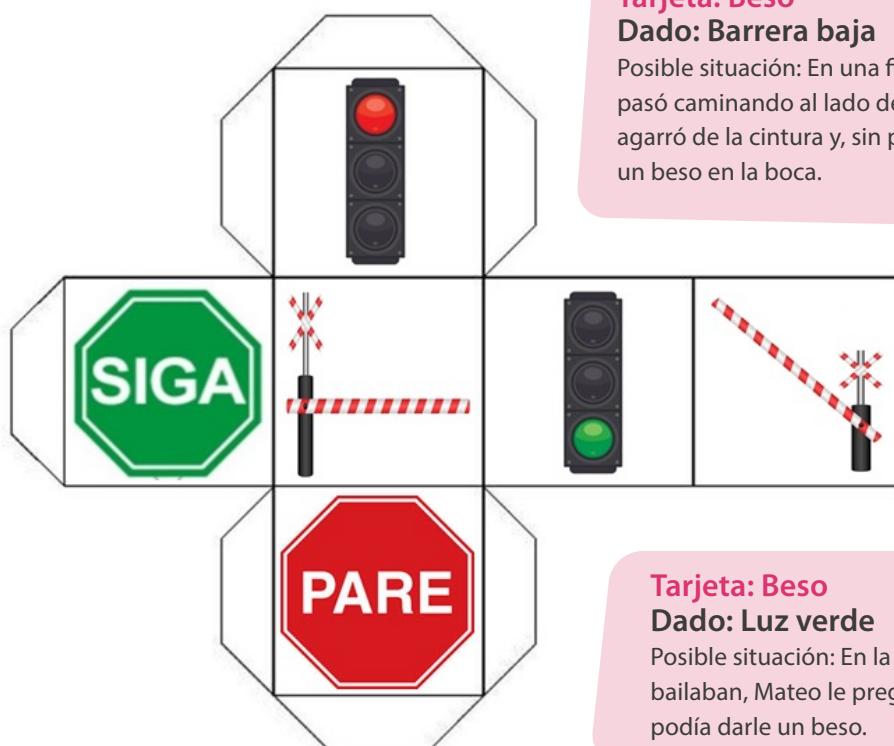 Tarjeta: Beso
Dado: Barrera baja
Posible situación: En una
pasó caminando al lado
agarró de la cintura y, sin
un beso en la boca.
SIGA
PARE
Tarjeta: Beso
Dado: Luz verde
Posible situación: En la
bailaban, Mateo le
podía darle un beso.